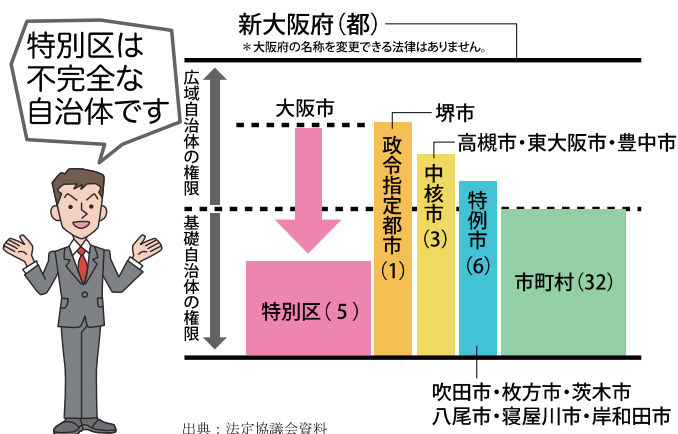 新大阪府（都）
＊大阪府の名称を変更できる法律はありません。
特別区は
不完全な
自治体です
広域自治体の権限
基礎自治体の権限
大阪市
堺市
高槻市・東大阪市・豊中市
特別区（5）
政令指定都市（1）
中核市（3）
特例市（6）
市町村（32）
吹田市・枚方市・茨木市
八尾市・寝屋川市・岸和田市
出典：法定協議会資料